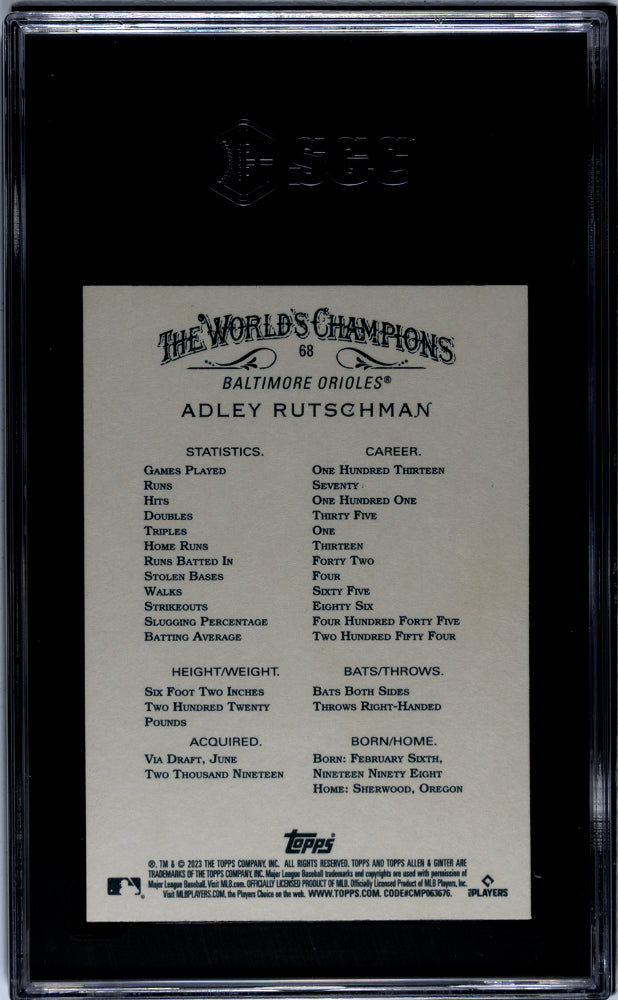 SGC
THE WORLD'S CHAMPIONS
68
BALTIMORE ORIOLES®
ADLEY RUTSCHMAN
STATISTICS. CAREER.
GAMES PLAYED ONE HUNDRED THIRTEEN
RUNS SEVENTY
HITS ONE HUNDRED ONE
DOUBLES THIRTY FIVE
TRIPLES ONE
HOME RUNS THIRTEEN
RUNS BATTED IN FORTY TWO
STOLEN BASES FOUR
WALKS SIXTY FIVE
STRIKEOUTS EIGHTY SIX
SLUGGING PERCENTAGE FOUR HUNDRED FORTY FIVE
BATTING AVERAGE TWO HUNDRED FIFTY FOUR
HEIGHT/WEIGHT. BATS/THROWS.
SIX FOOT TWO INCHES BATS BOTH SIDES
TWO HUNDRED TWENTY THROWS RIGHT-HANDED
POUNDS
ACQUIRED. BORN/HOME.
VIA DRAFT, JUNE BORN: FEBRUARY SIXTH,
TWO THOUSAND NINETEEN NINETEEN NINETY EIGHT
HOME: SHERWOOD, OREGON
topps®
®, TM & © 2023 THE TOPPS COMPANY, INC. ALL RIGHTS RESERVED. TOPPS AND TOPPS ALLEN & GINTER ARE
TRADEMARKS OF THE TOPPS COMPANY, INC. Major League Baseball trademarks and copyrights are used with permission of
Major League Baseball. Visit MLB.com. OFFICIALLY LICENSED PRODUCT OF MLB. Officially Licensed Product of MLB Players, Inc.
Visit MLBPLAYERS.COM, the Players Choice on the web. WWW.TOPPS.COM. CODE#CMP063676.
PLAYERS